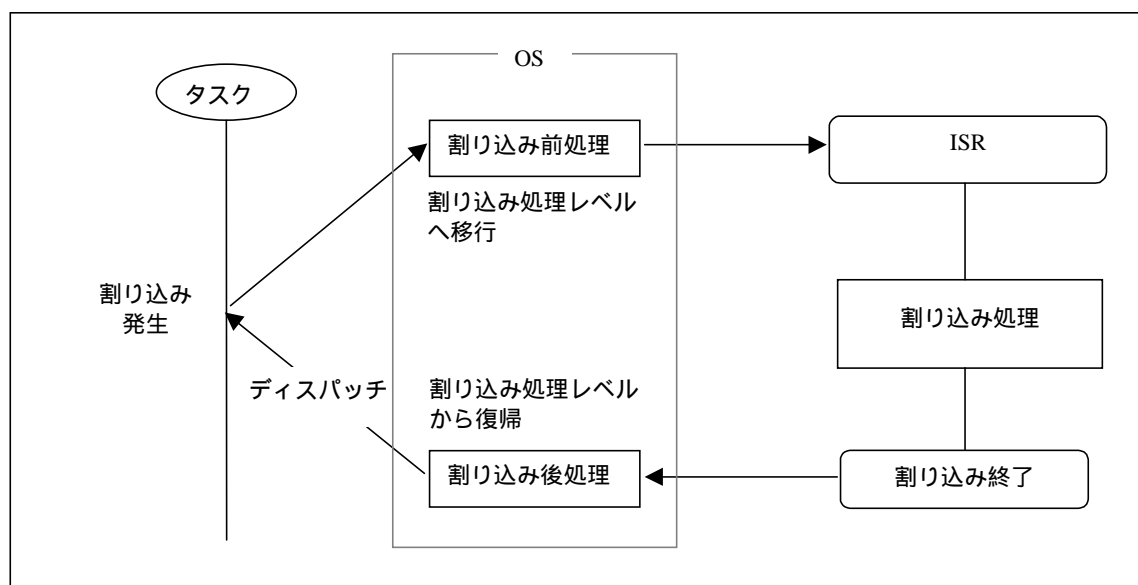 OS
タスク
割り込み前処理
ISR
割り込み処理レベル
へ移行
割り込み
発生
割り込み処理
ディスパッチ
割り込み処理レベル
から復帰
割り込み後処理
割り込み終了